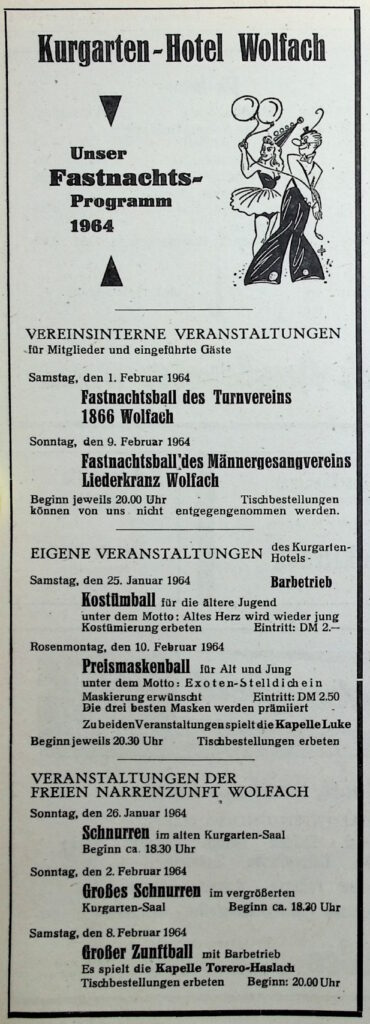 Kurgarten-Hotel Wolfach
Unser
Fastnachts-
Programm
1964
VEREINSINTERNE VERANSTALTUNGEN
für Mitglieder und eingeführte Gäste
Samstag, den 1. Februar 1964
Fastnachtsball des Turnvereins
1866 Wolfach
Sonntag, den 9. Februar 1964
Fastnachtsball des Männergesangvereins
Liederkranz Wolfach
Beginn jeweils 20.00 Uhr Tischbestellungen
können von uns nicht entgegengenommen werden.
EIGENE VERANSTALTUNGEN des Kurgarten-
Hotels -
Samstag, den 25. Januar 1964 Barbetrieb
Kostümball für die ältere Jugend
unter dem Motto: Altes Herz wird wieder jung
Kostümierung erbeten Eintritt: DM 2.—
Rosenmontag, den 10. Februar 1964
Preismaskenball für Alt und Jung
unter dem Motto: Exoten-Stelldichein
Maskierung erwünscht Eintritt: DM 2.50
Die drei besten Masken werden prämiiert
Zu beiden Veranstaltungen spielt die Kapelle Luke
Beginn jeweils 20.30 Uhr Tischbestellungen erbeten
VERANSTALTUNGEN DER
FREIEN NARRENZUNFT WOLFACH
Sonntag, den 26. Januar 1964
Schnurren im alten Kurgarten-Saal
Beginn ca. 18.30 Uhr
Sonntag, den 2. Februar 1964
Großes Schnurren im vergrößerten
Kurgarten-Saal Beginn ca. 18.30 Uhr
Samstag, den 8. Februar 1964
Großer Zunftball mit Barbetrieb
Es spielt die Kapelle Torero-Haslach
Tischbestellungen erbeten Beginn: 20.00 Uhr